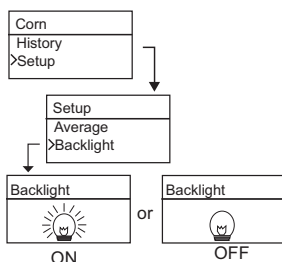 Corn
History
>Setup
Setup
Average
>Backlight
Backlight
or
Backlight
ON
OFF